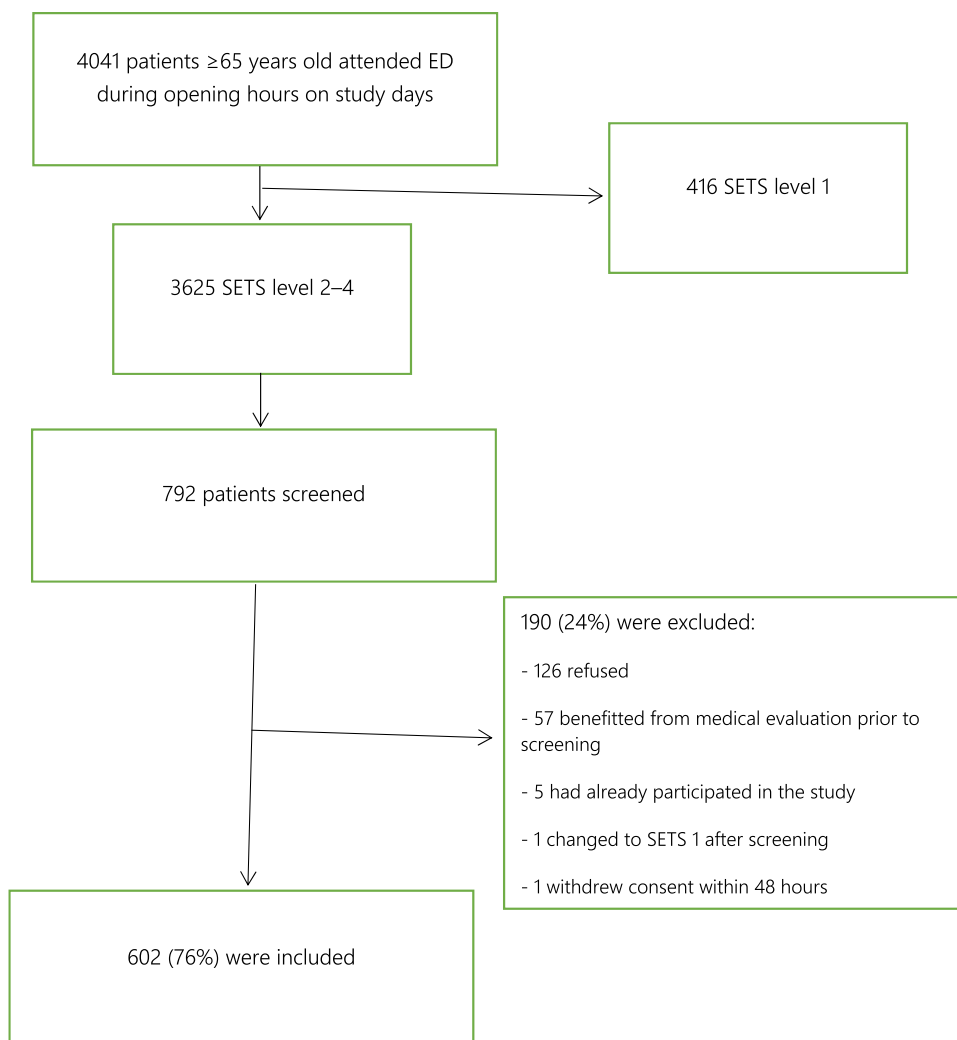 4041 patients ≥65 years old attended ED
during opening hours on study days
416 SETS level 1
3625 SETS level 2–4
792 patients screened
190 (24%) were excluded:
- 126 refused
- 57 benefitted from medical evaluation prior to
screening
- 5 had already participated in the study
- 1 changed to SETS 1 after screening
- 1 withdrew consent within 48 hours
602 (76%) were included